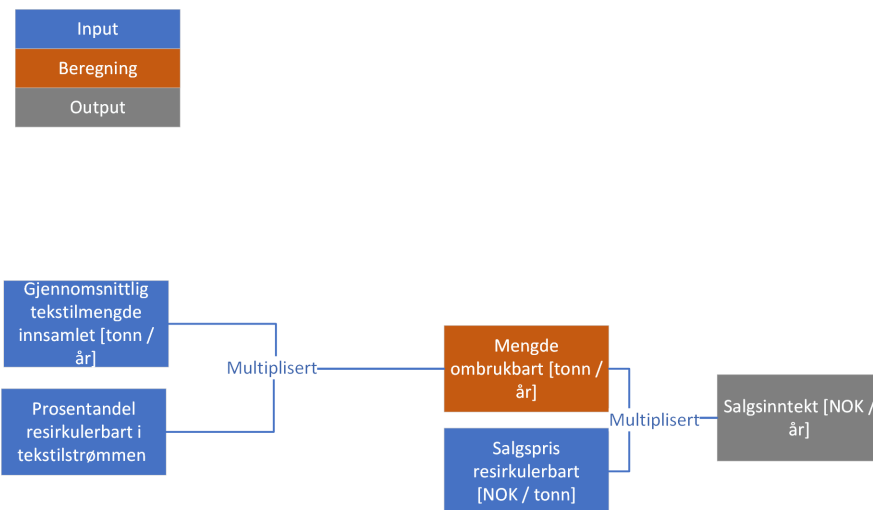 Input
Beregning
Output
Gjennomsnittlig
tekstilmengde
innsamlet [tonn /
år]
Multiplisert
Prosentandel
resirkulerbart i
tekstilstrømmen
Mengde
ombrukbart [tonn /
år]
Multiplisert
Salgspris
resirkulerbart
[NOK / tonn]
Salgsinntekt [NOK /
år]